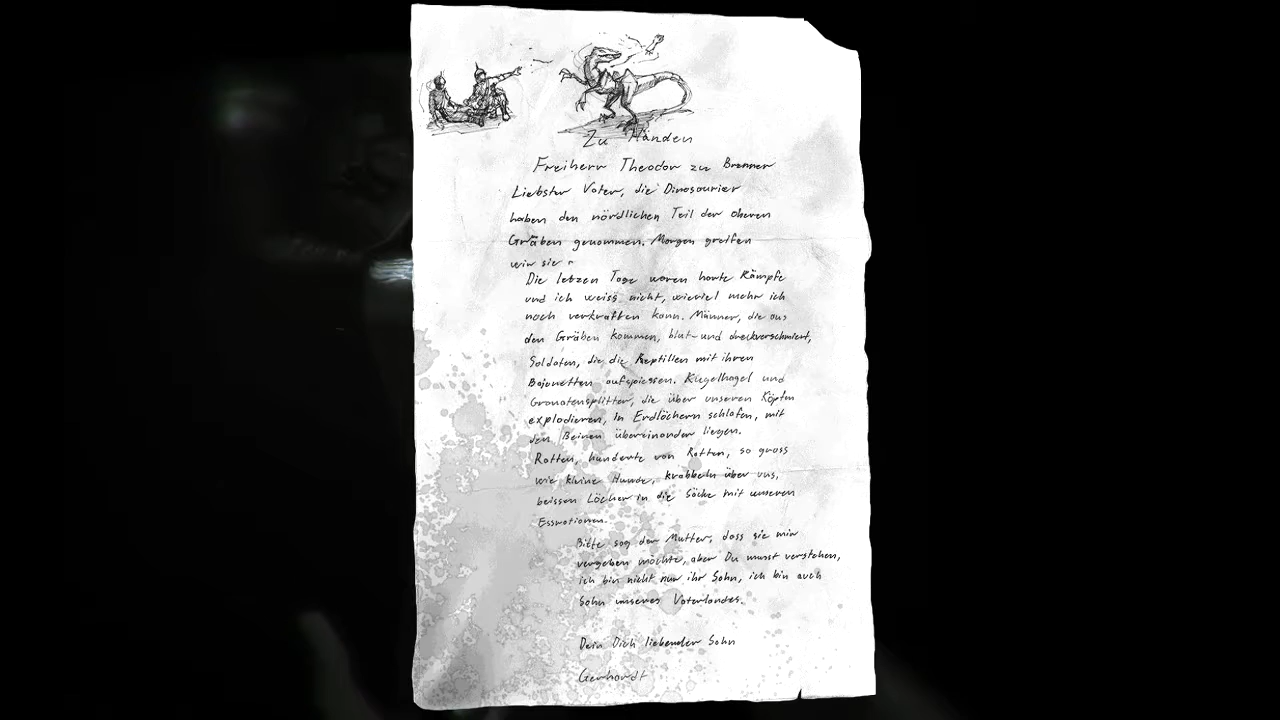 Zu Händen
Freiherr Theodor zu Brenner
Liebster Vater, die Dinosaurier
haben den nördlichen Teil der oberen
Gräben genommen. Morgen greifen
wir sie
Die letzen Tage waren harte Kämpfe
und ich weiss nicht, wieviel mehr ich
noch verkraften kann. Männer, die aus
den Gräben kommen, blut- und dreckverschmiert,
Soldaten, die die Reptilien mit ihren
Bajonetten aufspiessen. Kugelhagel und
Granatensplitter, die über unseren Köpfen
explodieren, in Erdlöchern schlafen, mit
den Beinen übereinander liegen.
Ratten, hunderte von Ratten, so gross
wie kleine Hunde, krabbeln über uns,
beissen Löcher in die Säcke mit unseren
Essrationen.
Bitte sag der Mutter, dass sie mir
vergeben möchte, aber Du musst verstehen,
ich bin nicht nur ihr Sohn, ich bin auch
Sohn unseres Vaterlandes.
Dein Dich liebender Sohn
Gerhardt